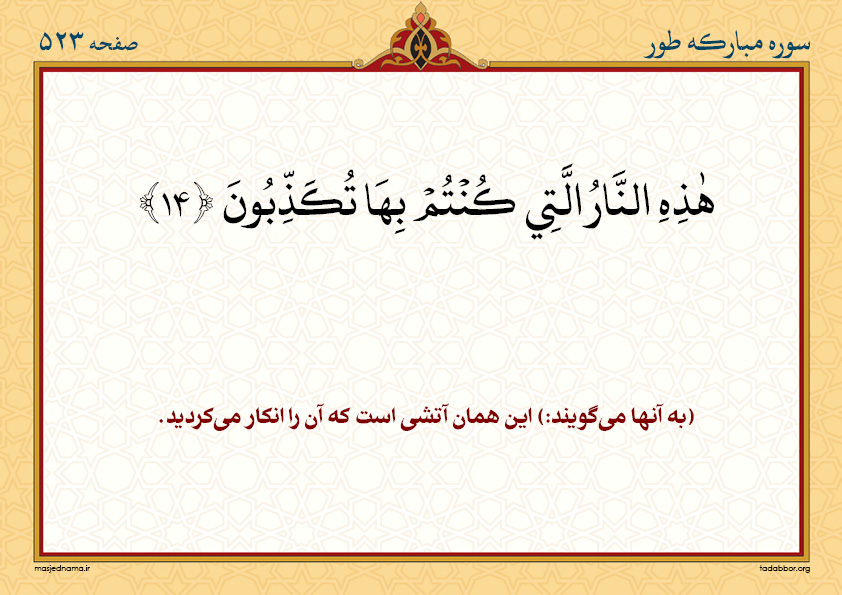 سوره مبارکه طور
صفحه ۵۲۳
هٰذِهِ النَّارُ الَّتِي كُنْتُمْ بِهَا تُكَذِّبُونَ ﴿۱۴﴾
(به آنها می‌گویند:) این همان آتشی است که آن را انکار می‌کردید.
masjednama.ir
tadabbor.org